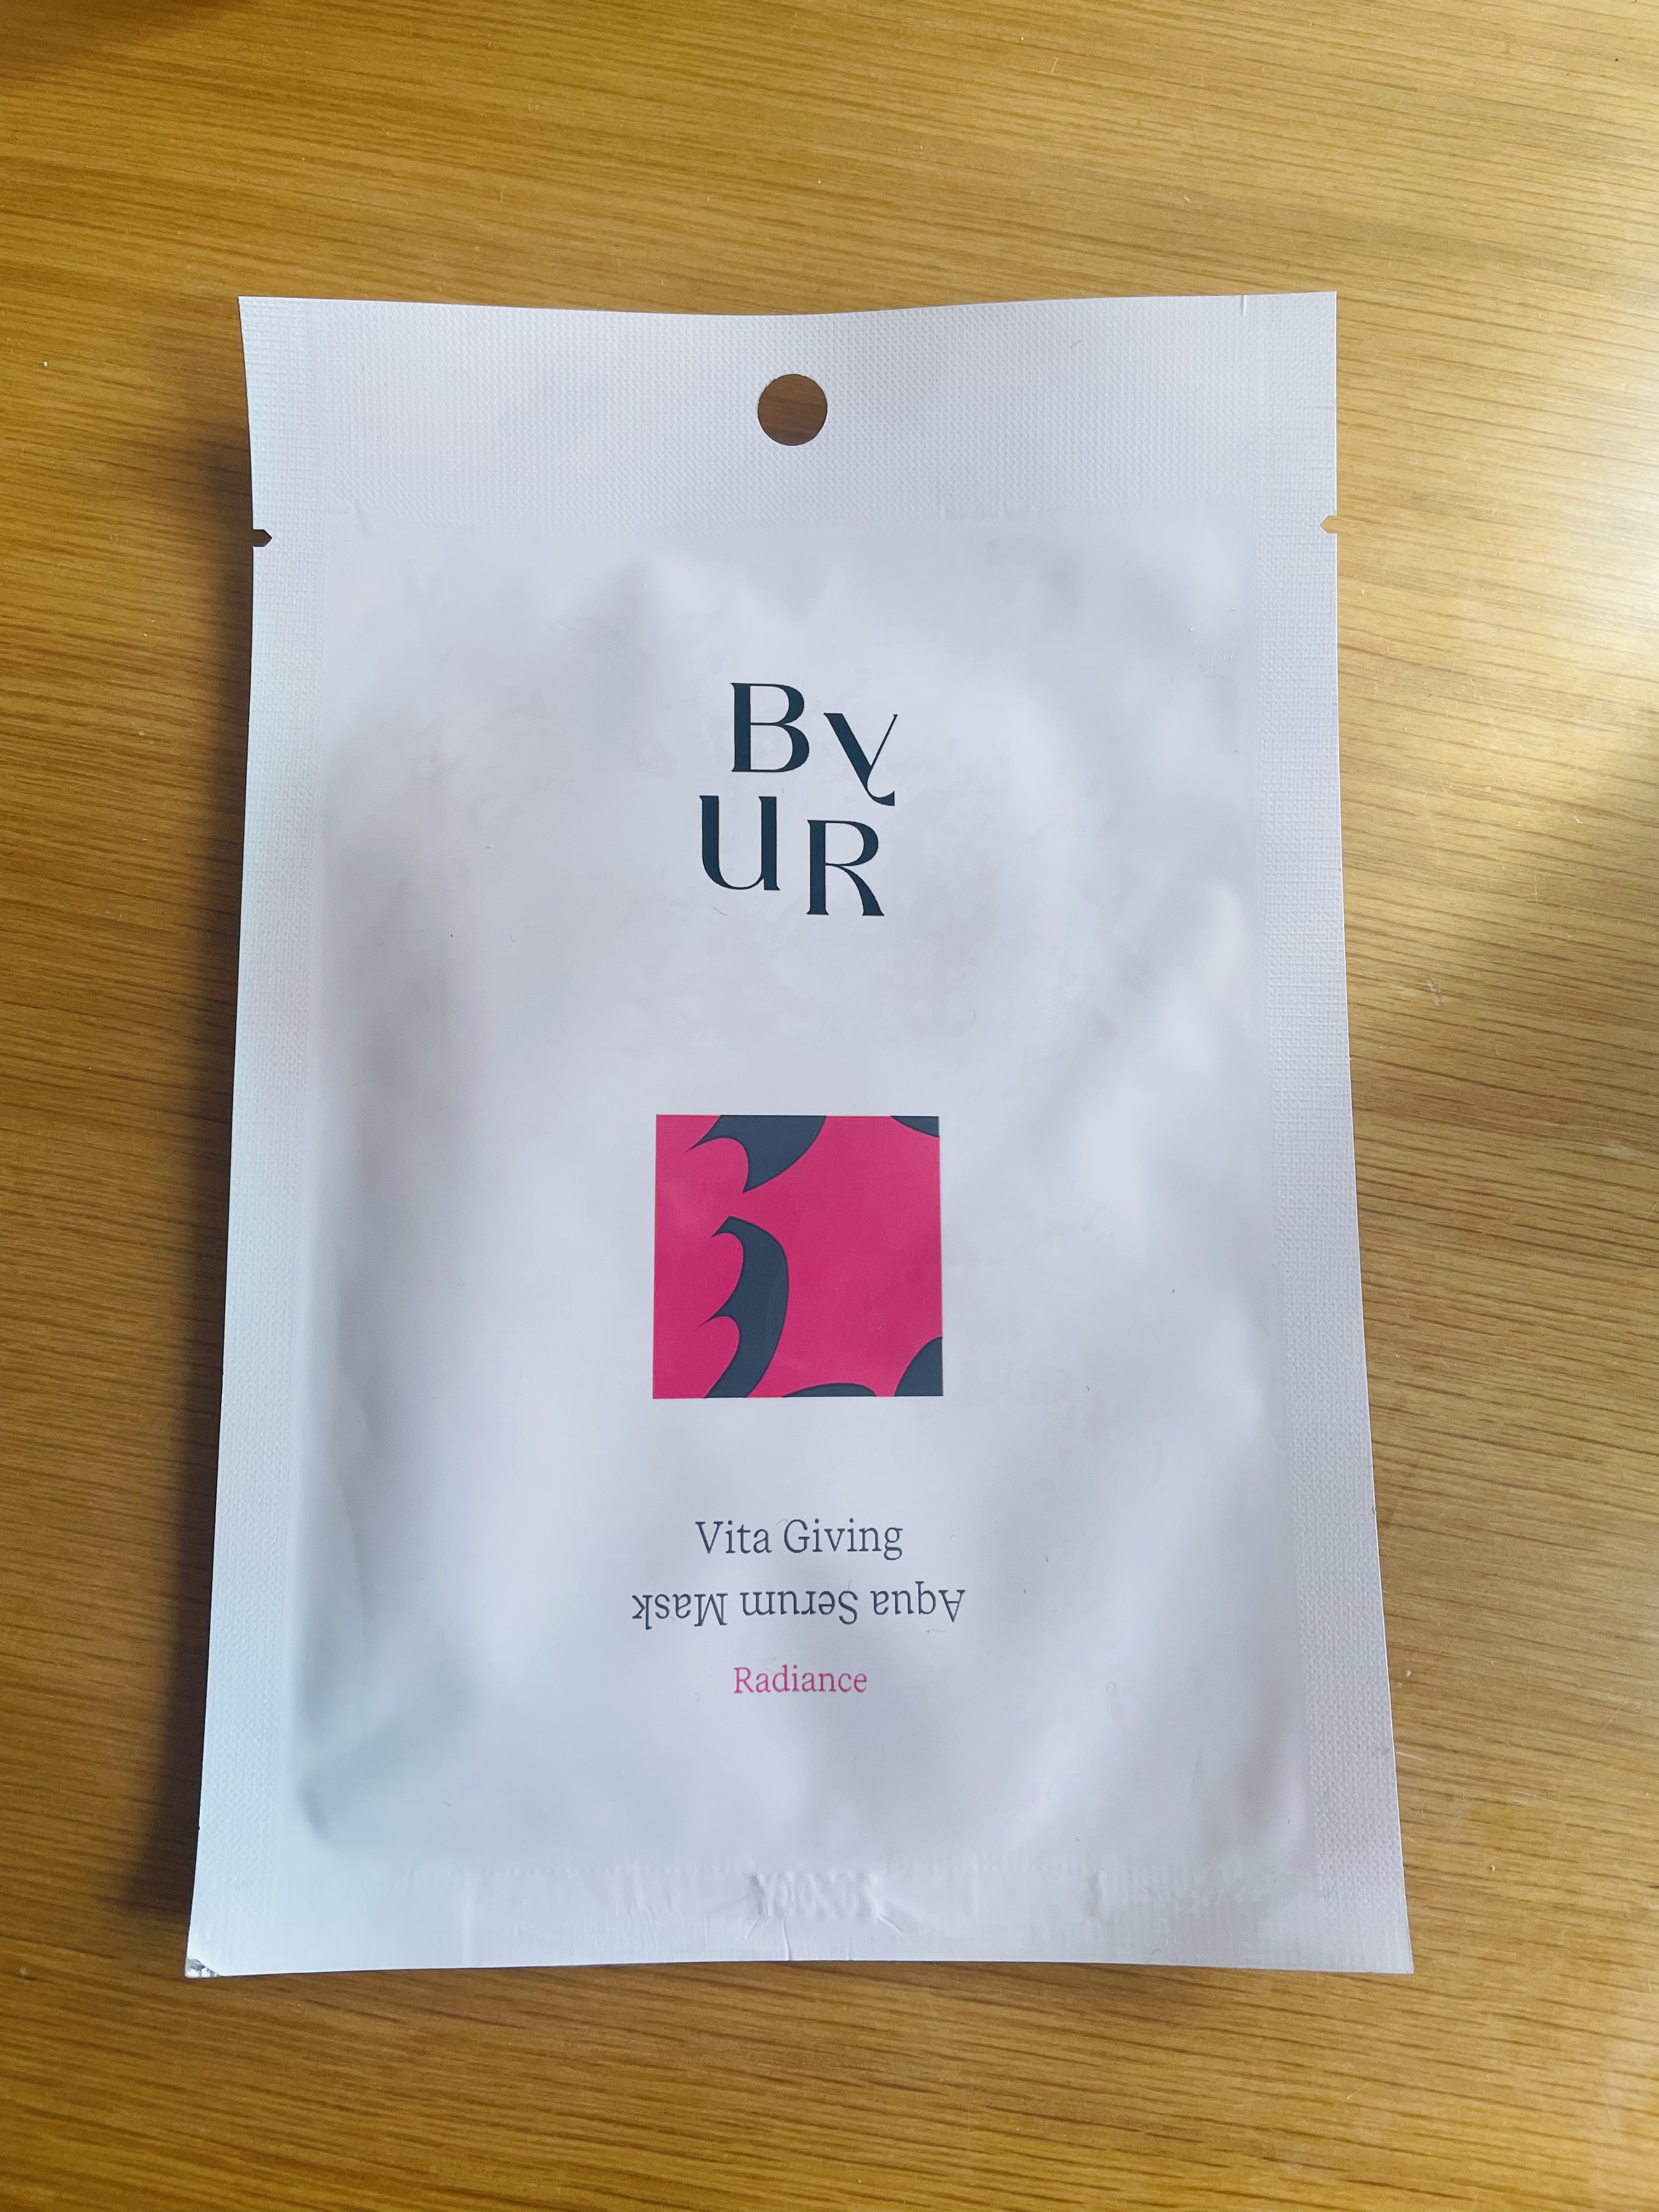 By
UR
Vita Giving
Aqua Serum Mask
Radiance